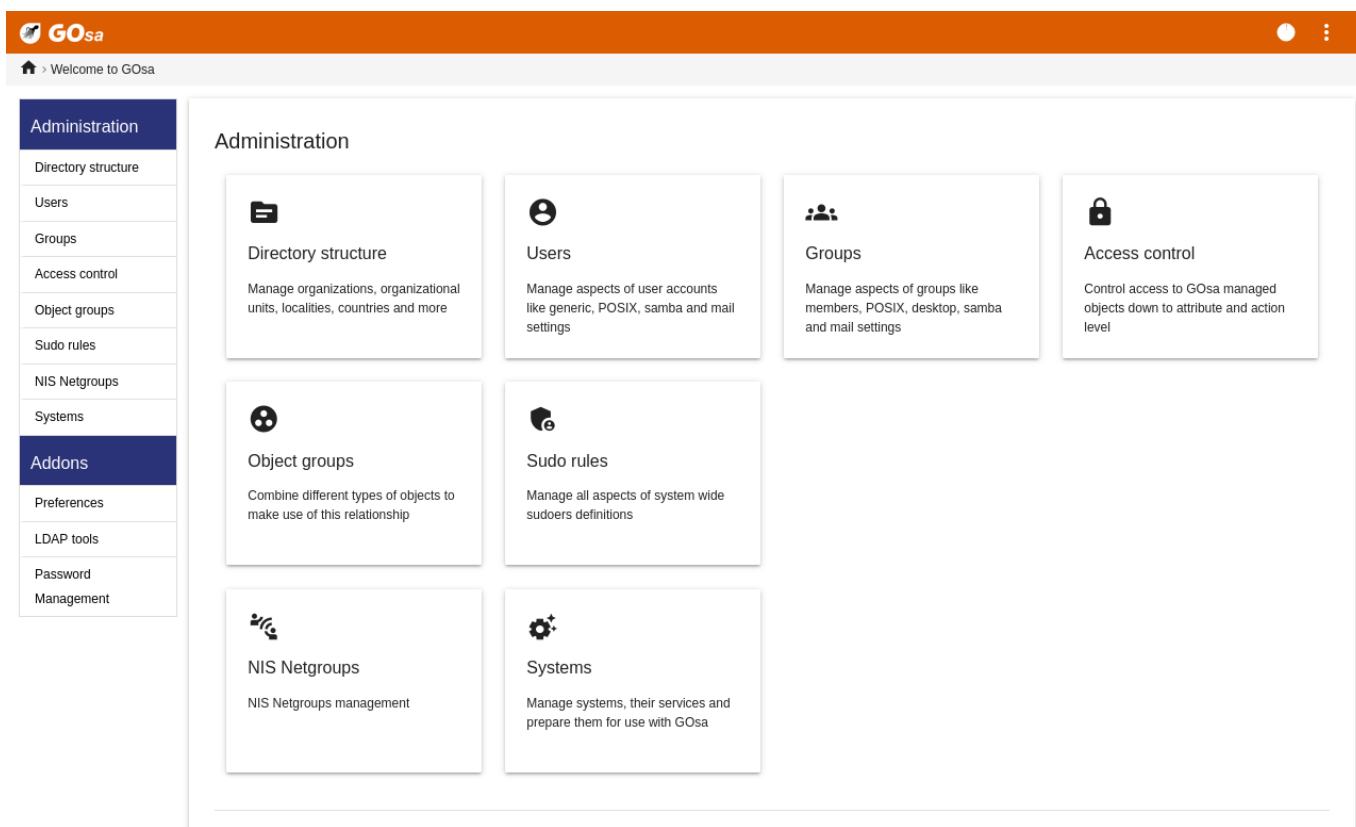 GOsa
› Welcome to GOsa
Administration
Directory structure
Users
Groups
Access control
Object groups
Sudo rules
NIS Netgroups
Systems
Addons
Preferences
LDAP tools
Password
Management
Administration
Directory structure
Manage organizations, organizational
units, localities, countries and more
Users
Manage aspects of user accounts
like generic, POSIX, samba and mail
settings
Groups
Manage aspects of groups like
members, POSIX, desktop, samba
and mail settings
Access control
Control access to GOsa managed
objects down to attribute and action
level
Object groups
Combine different types of objects to
make use of this relationship
Sudo rules
Manage all aspects of system wide
sudoers definitions
NIS Netgroups
NIS Netgroups management
Systems
Manage systems, their services and
prepare them for use with GOsa